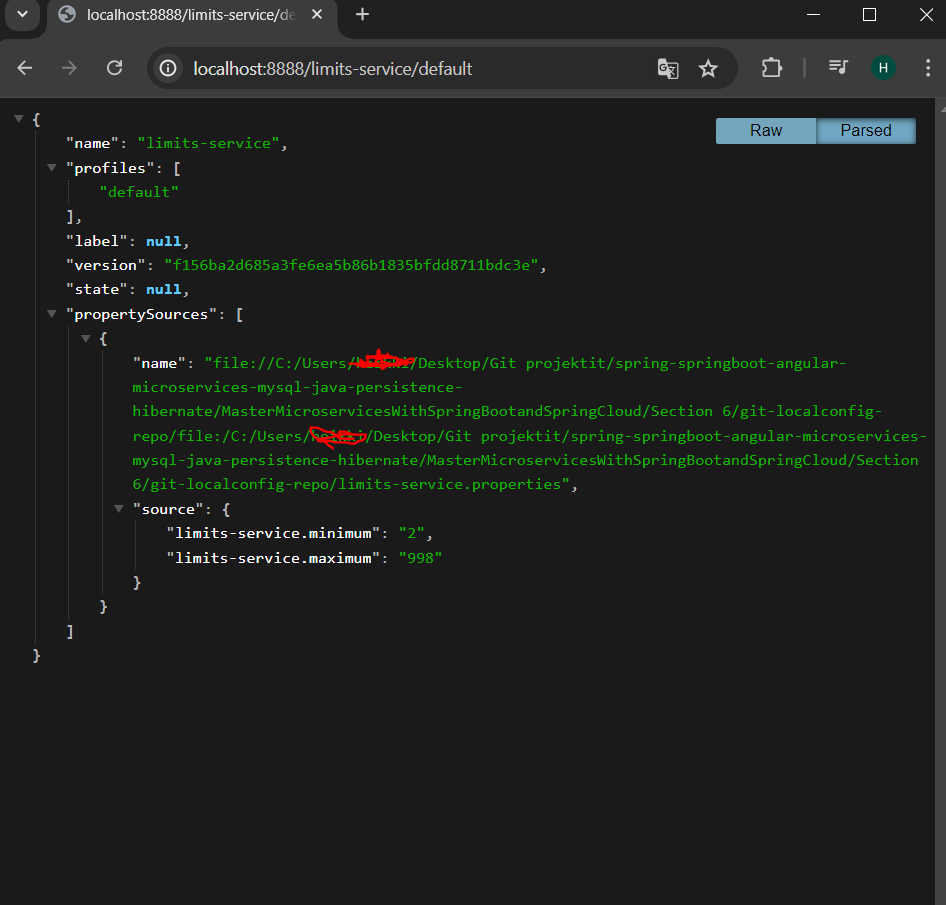 localhost:8888/limits-service/de
localhost:8888/limits-service/default
H
{
Raw Parsed
"name": "limits-service",
"profiles": [
"default"
],
"label": null,
"version": "f156ba2d685a3fe6ea5b86b1835bfdd8711bdc3e",
"state": null,
"propertySources": [
{
"name": "file://C:/Users/ /Desktop/Git projektit/spring-springboot-angular-
microservices-mysql-java-persistence-
hibernate/MasterMicroservicesWithSpringBootandSpringCloud/Section 6/git-localconfig-
repo/file:/C:/Users/ /Desktop/Git projektit/spring-springboot-angular-microservices-
mysql-java-persistence-hibernate/MasterMicroservicesWithSpringBootandSpringCloud/Section
6/git-localconfig-repo/limits-service.properties",
"source": {
"limits-service.minimum": "2",
"limits-service.maximum": "998"
}
}
]
}